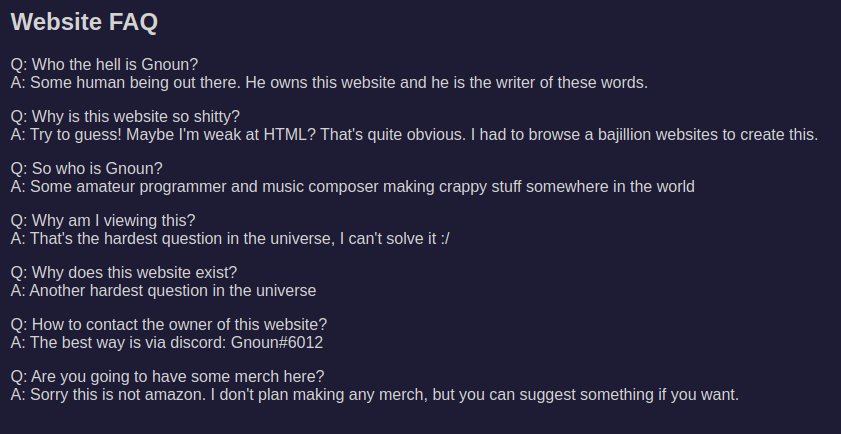 Website FAQ
Q: Who the hell is Gnoun?
A: Some human being out there. He owns this website and he is the writer of these words.
Q: Why is this website so shitty?
A: Try to guess! Maybe I'm weak at HTML? That's quite obvious. I had to browse a bajillion websites to create this.
Q: So who is Gnoun?
A: Some amateur programmer and music composer making crappy stuff somewhere in the world
Q: Why am I viewing this?
A: That's the hardest question in the universe, I can't solve it :/
Q: Why does this website exist?
A: Another hardest question in the universe
Q: How to contact the owner of this website?
A: The best way is via discord: Gnoun#6012
Q: Are you going to have some merch here?
A: Sorry this is not amazon. I don't plan making any merch, but you can suggest something if you want.